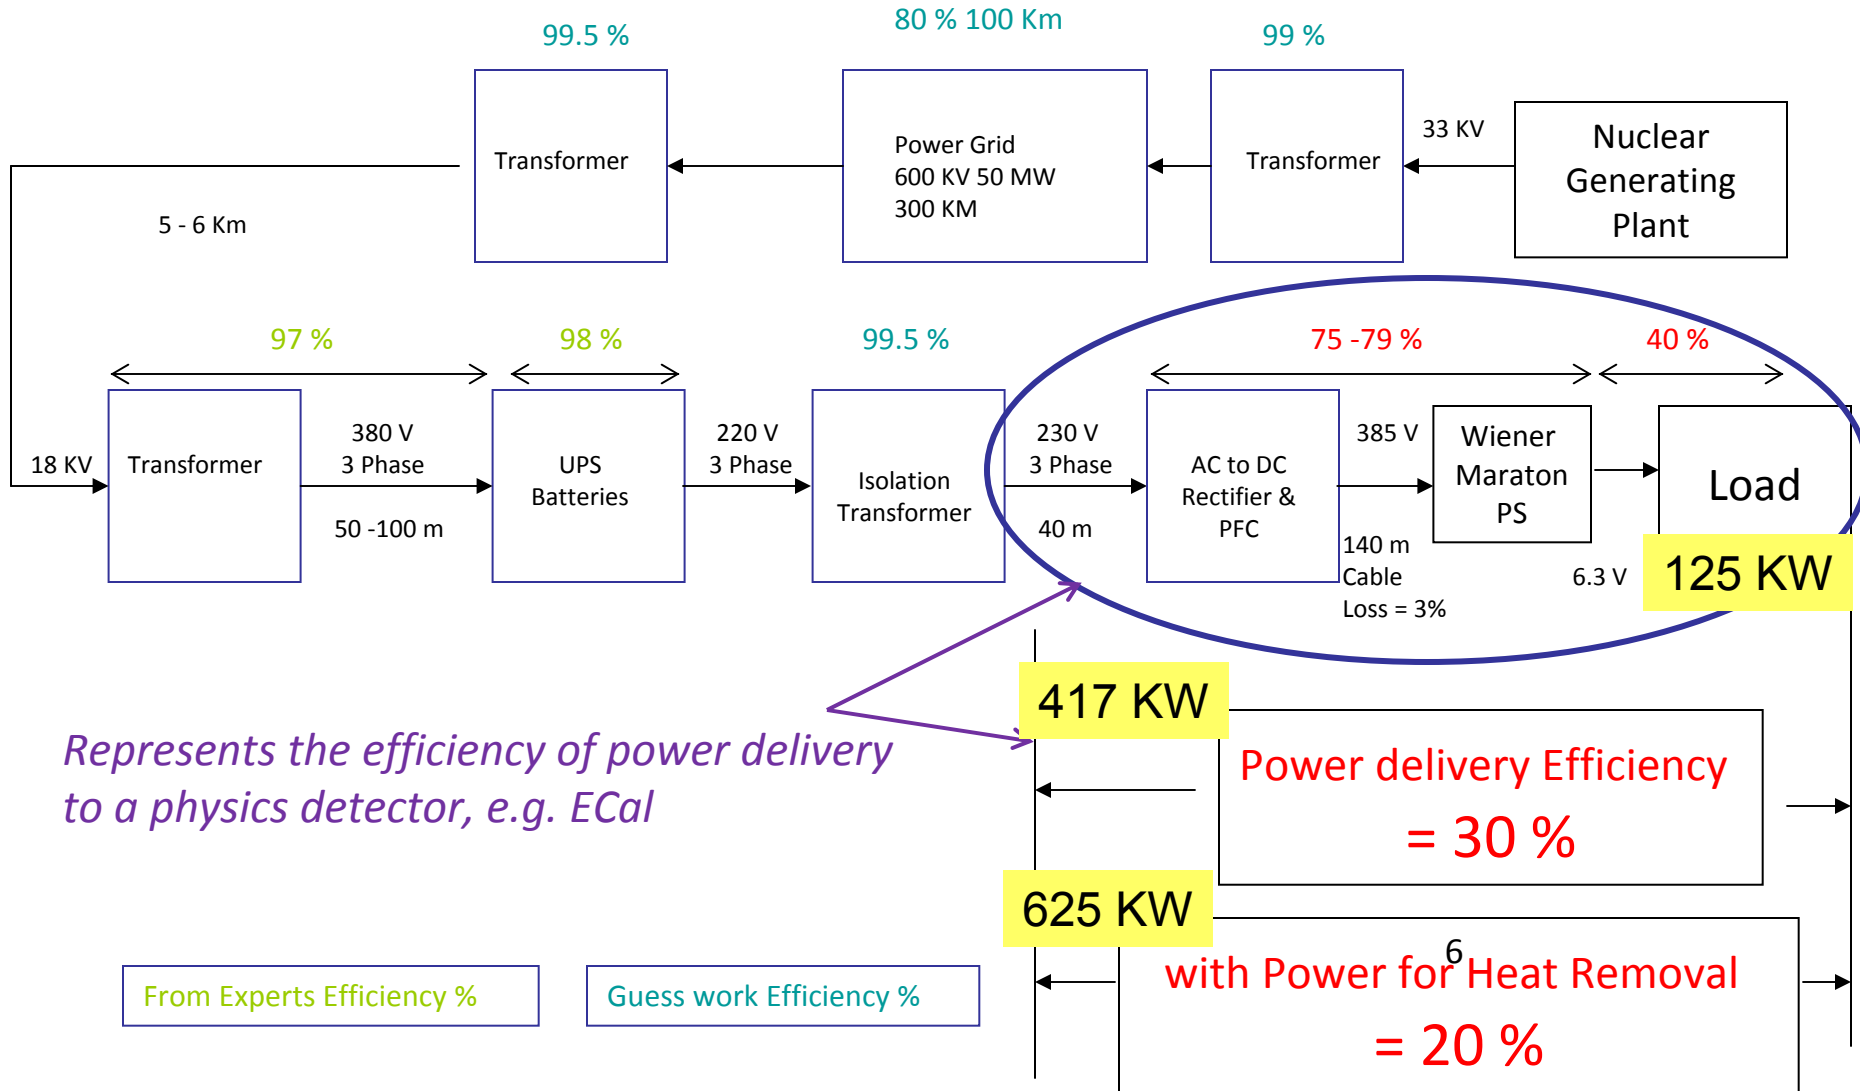 99.5 %
80 % 100 Km
99 %
Transformer
Power Grid
600 KV 50 MW
300 KM
Transformer
33 KV
Nuclear
Generating
Plant
5 - 6 Km
97 %
98 %
99.5 %
75 -79 %
40 %
18 KV
Transformer
380 V
3 Phase
50 -100 m
UPS
Batteries
220 V
3 Phase
Isolation
Transformer
230 V
3 Phase
40 m
AC to DC
Rectifier &
PFC
385 V
140 m
Cable
Loss = 3%
Wiener
Maraton
PS
6.3 V
Load
125 KW
417 KW
Represents the efficiency of power delivery
to a physics detector, e.g. ECal
Power delivery Efficiency
= 30 %
625 KW
6
with Power for Heat Removal
= 20 %
From Experts Efficiency %
Guess work Efficiency %